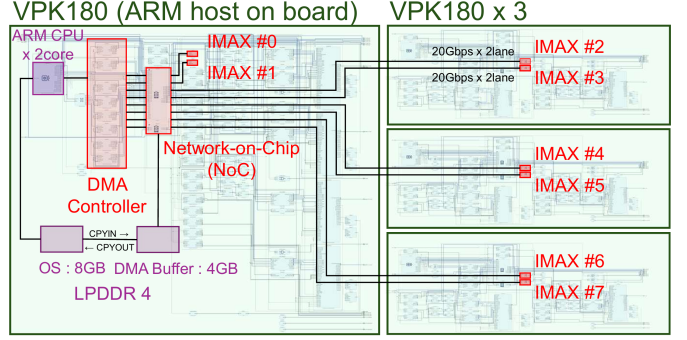 VPK180 (ARM host on board)
VPK180 x 3
ARM CPU
x 2core
IMAX #0
IMAX #1
Network-on-Chip
(NoC)
DMA
Controller
CPYIN →
← CPYOUT
OS : 8GB
DMA Buffer : 4GB
LPDDR 4
20Gbps x 2lane
IMAX #2
20Gbps x 2lane
IMAX #3
IMAX #4
IMAX #5
IMAX #6
IMAX #7